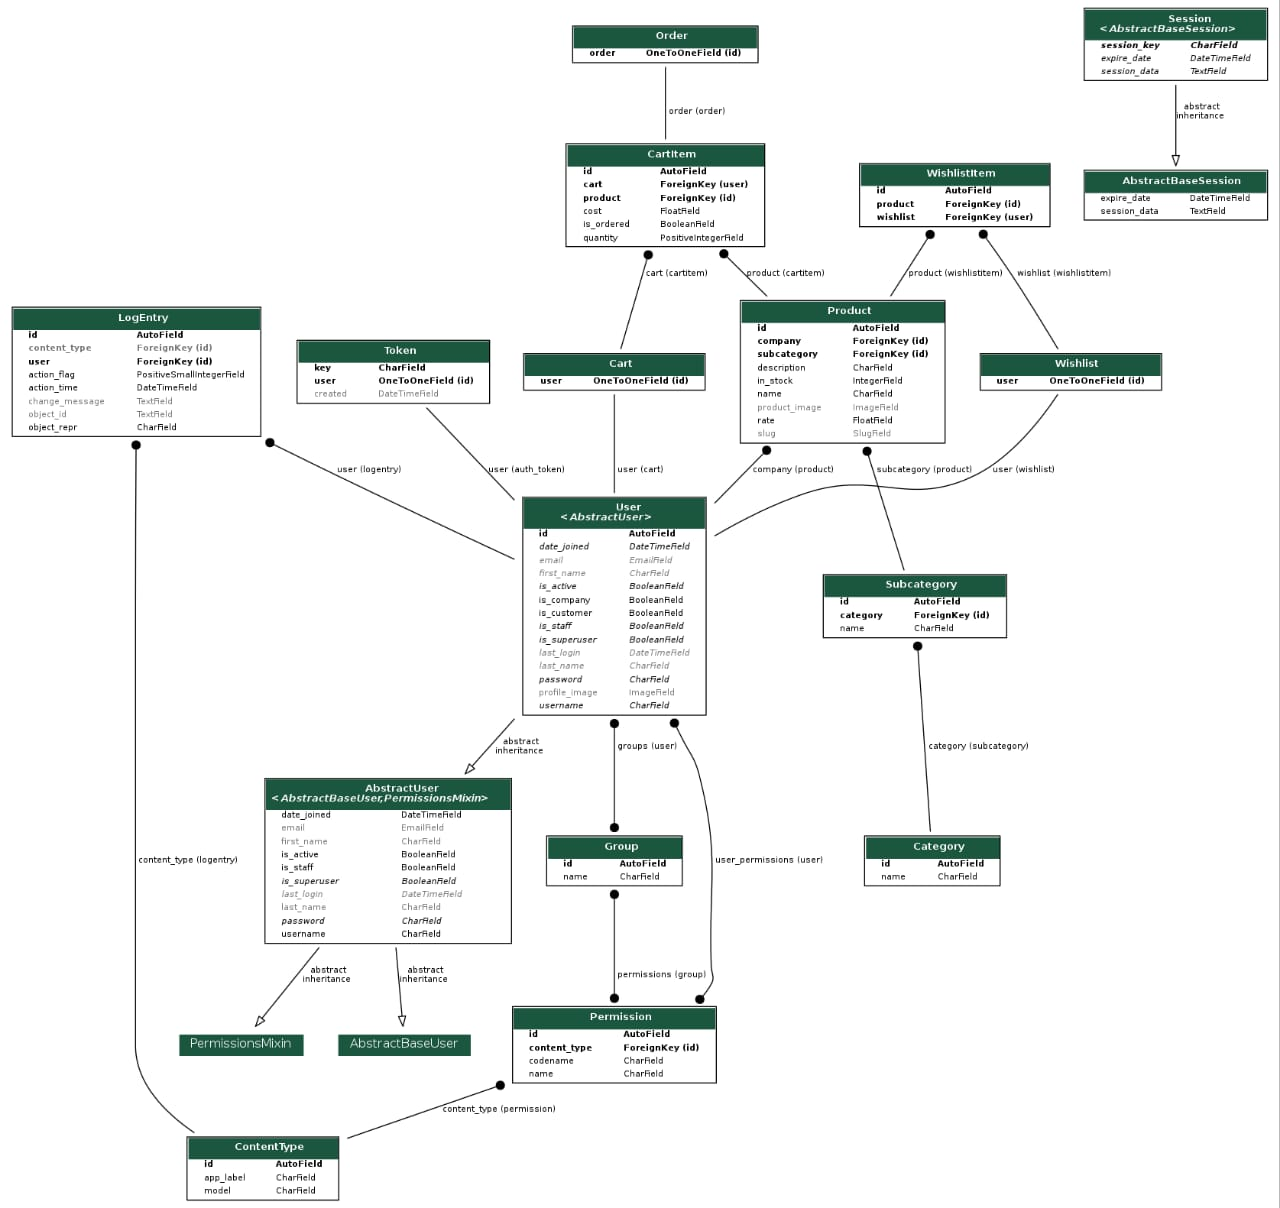 Order
order OneToOneField (id)
order (order)
Session
<AbstractBaseSession>
session_key CharField
expire_date DateTimeField
session_data TextField
abstract
inheritance
AbstractBaseSession
expire_date DateTimeField
session_data TextField
CartItem
id AutoField
cart ForeignKey (user)
product ForeignKey (id)
cost FloatField
is_ordered BooleanField
quantity PositiveIntegerField
WishlistItem
id AutoField
product ForeignKey (id)
wishlist ForeignKey (user)
cart (cartitem)
product (cartitem)
product (wishlistitem)
wishlist (wishlistitem)
LogEntry
id AutoField
content_type ForeignKey (id)
user ForeignKey (id)
action_flag PositiveSmallIntegerField
action_time DateTimeField
change_message TextField
object_id TextField
object_repr CharField
Token
key CharField
user OneToOneField (id)
created DateTimeField
Cart
user OneToOneField (id)
Product
id AutoField
company ForeignKey (id)
subcategory ForeignKey (id)
description CharField
in_stock IntegerField
name CharField
product_image ImageField
rate FloatField
slug SlugField
Wishlist
user OneToOneField (id)
user (logentry)
user (auth_token)
user (cart)
company (product)
subcategory (product)
user (wishlist)
User
<AbstractUser>
id AutoField
date_joined DateTimeField
email EmailField
first_name CharField
is_active BooleanField
is_company BooleanField
is_customer BooleanField
is_staff BooleanField
is_superuser BooleanField
last_login DateTimeField
last_name CharField
password CharField
profile_image ImageField
username CharField
Subcategory
id AutoField
category ForeignKey (id)
name CharField
abstract
inheritance
groups (user)
category (subcategory)
AbstractUser
<AbstractBaseUser,PermissionsMixin>
date_joined DateTimeField
email EmailField
first_name CharField
is_active BooleanField
is_staff BooleanField
is_superuser BooleanField
last_login DateTimeField
last_name CharField
password CharField
username CharField
Group
id AutoField
name CharField
Category
id AutoField
name CharField
content_type (logentry)
user_permissions (user)
abstract
inheritance
abstract
inheritance
permissions (group)
PermissionsMixin
AbstractBaseUser
Permission
id AutoField
content_type ForeignKey (id)
codename CharField
name CharField
content_type (permission)
ContentType
id AutoField
app_label CharField
model CharField